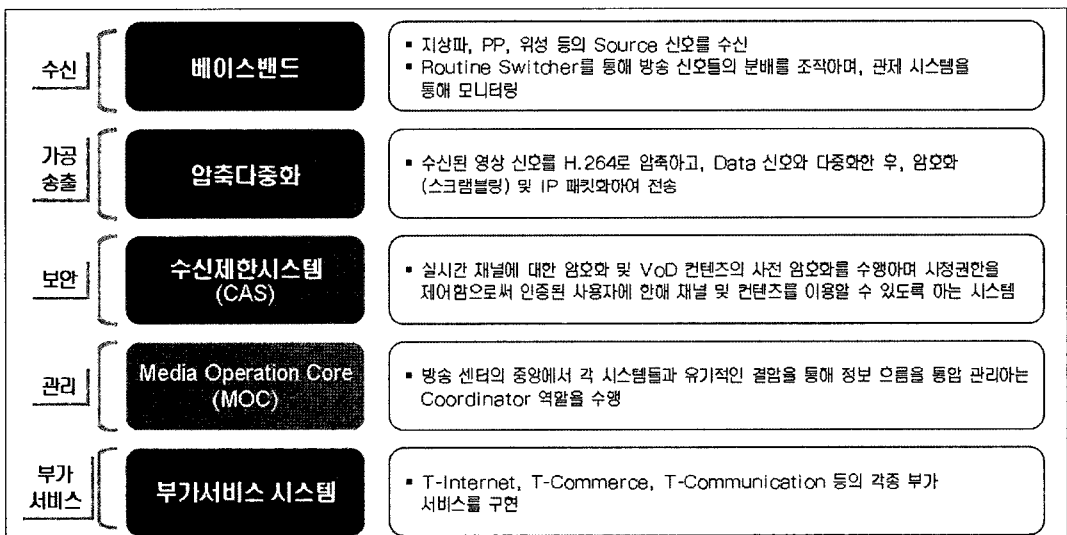 수신
베이스밴드
▪ 지상파, PP, 위성 등의 Source 신호를 수신
▪ Routine Switcher를 통해 방송 신호들의 분배를 조작하며, 관제 시스템을
통해 모니터링
가공
송출
압축다중화
▪ 수신된 영상 신호를 H.264로 압축하고, Data 신호와 다중화한 후, 암호화
(스크램블링) 및 IP 패킷화하여 전송
보안
수신제한시스템
(CAS)
▪ 실시간 채널에 대한 암호화 및 VoD 컨텐즈의 사전 암호화를 수행하며 시청권한을
제어함으로써 인증된 사용자에 한해 채널 및 컨텐즈를 이용할 수 있도록 하는 시스템
관리
Media Operation Core
(MOC)
▪ 방송 센터의 중앙에서 각 시스템들과 유기적인 결합을 통해 정보 흐름을 통합 관리하는
Coordinator 역할을 수행
부가
서비스
부가서비스 시스템
▪ T-Internet, T-Commerce, T-Communication 등의 각종 부가
서비스를 구현